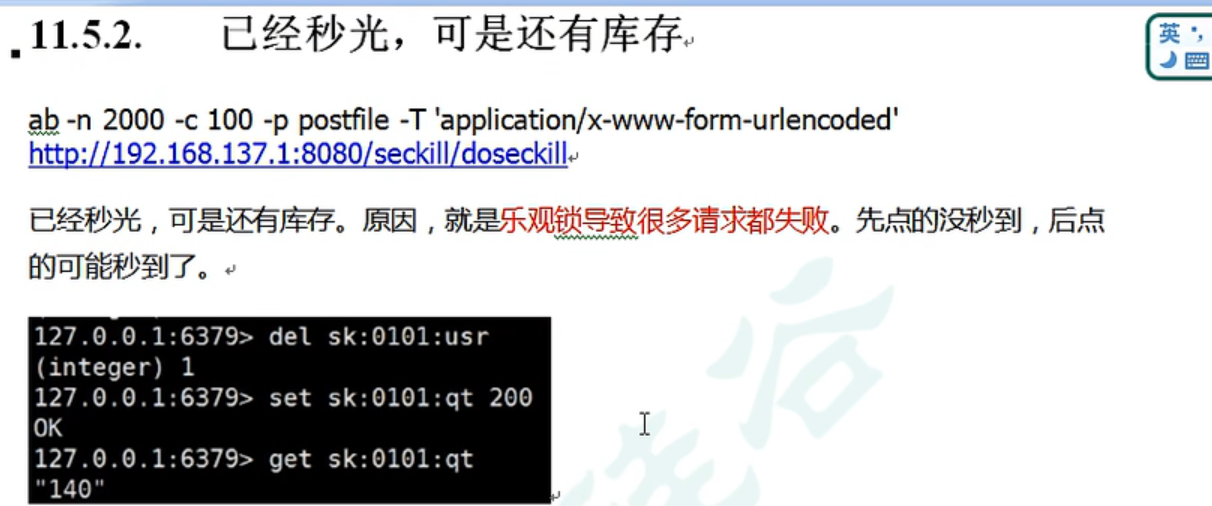 11.5.2. 已经秒光，可是还有库存
英
ab -n 2000 -c 100 -p postfile -T 'application/x-www-form-urlencoded'
http://192.168.137.1:8080/seckill/doseckill
已经秒光，可是还有库存。原因，就是乐观锁导致很多请求都失败。先点的没秒到，后点
的可能秒到了。
127.0.0.1:6379> del sk:0101:usr
(integer) 1
127.0.0.1:6379> set sk:0101:qt 200
OK
127.0.0.1:6379> get sk:0101:qt
"140"
谷